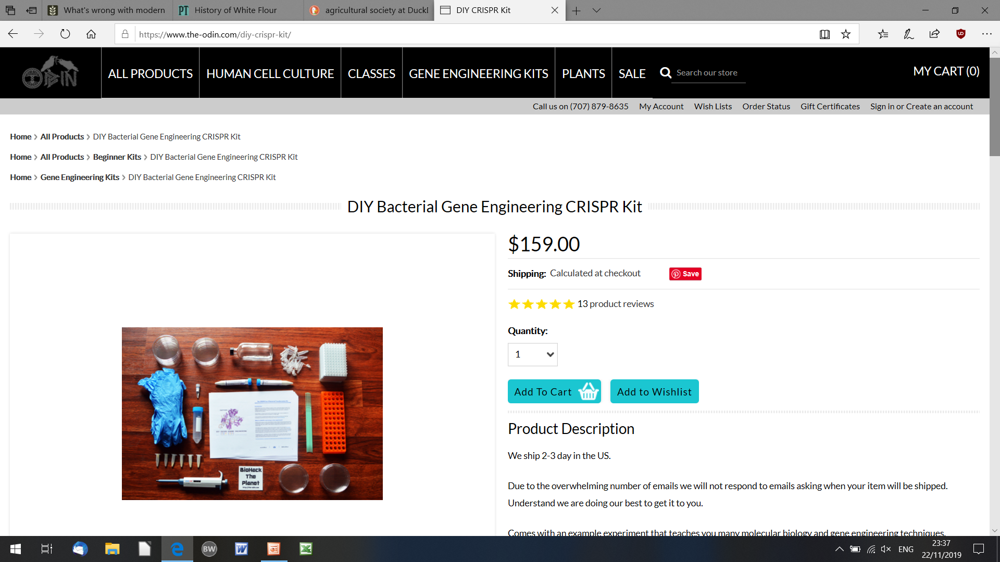 What's wrong with modern
PT History of White Flour
agricultural society at Duckl
DIY CRISPR Kit
https://www.the-odin.com/diy-crispr-kit/
ODIN
ALL PRODUCTS
HUMAN CELL CULTURE
CLASSES
GENE ENGINEERING KITS
PLANTS
SALE
Search our store
MY CART (0)
Call us on (707) 879-8635 My Account Wish Lists Order Status Gift Certificates Sign in or Create an account
Home > All Products > DIY Bacterial Gene Engineering CRISPR Kit
Home > All Products > Beginner Kits > DIY Bacterial Gene Engineering CRISPR Kit
Home > Gene Engineering Kits > DIY Bacterial Gene Engineering CRISPR Kit
DIY Bacterial Gene Engineering CRISPR Kit
$159.00
Shipping: Calculated at checkout
Save
13 product reviews
Quantity:
1
Add To Cart
Add to Wishlist
BioHack
The
Planet
Product Description
We ship 2-3 day in the US.
Due to the overwhelming number of emails we will not respond to emails asking when your item will be shipped.
Understand we are doing our best to get it to you.
Comes with an example experiment that teaches you many molecular biology and gene engineering techniques.
BW
ENG
23:37
22/11/2019